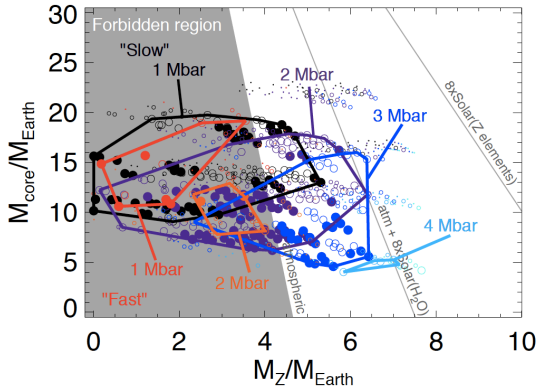 Forbidden region
"Slow"
1 Mbar
2 Mbar
3 Mbar
8xSolar(Z elements)
atm + 8xSolar(H2O)
4 Mbar
1 Mbar
2 Mbar
"Fast"
mospheric
30
25
20
15
10
5
0
Mcore/MEarth
0 2 4 6 8 10
MZ/MEarth